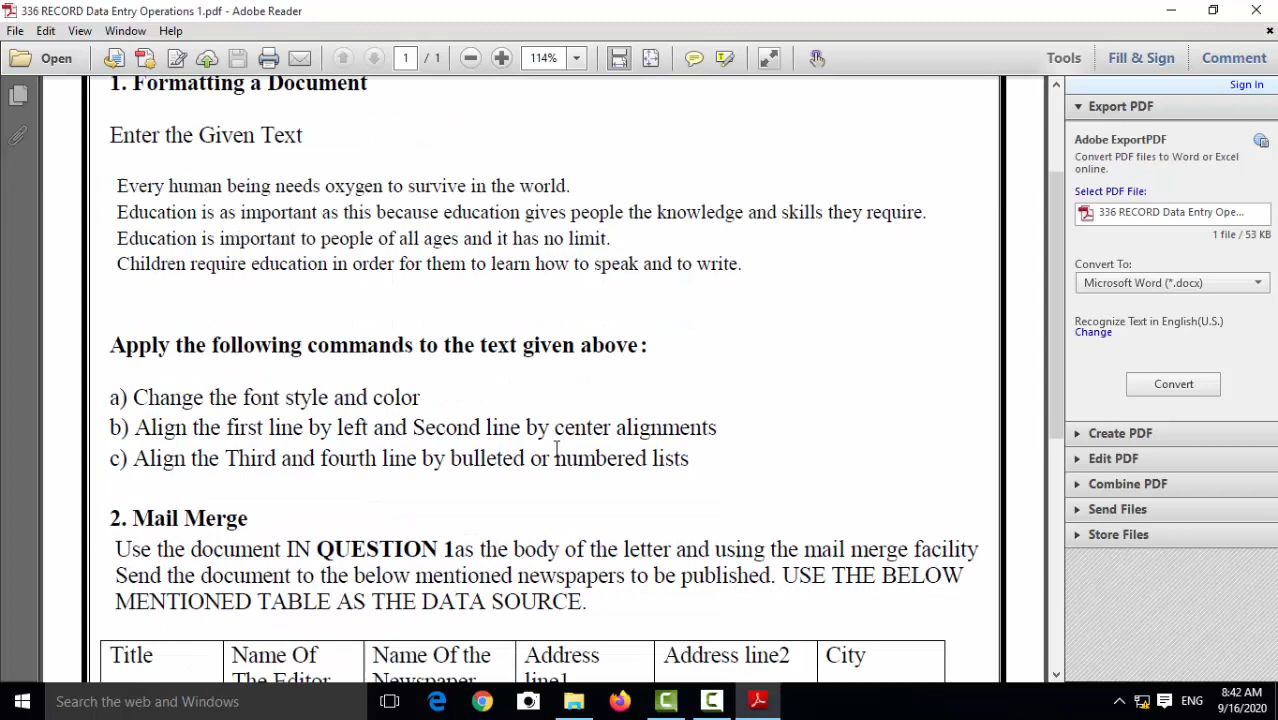 336 RECORD Data Entry Operations 1.pdf - Adobe Reader
File Edit View Window Help
Open 1 / 1 114% Tools Fill & Sign Comment
Sign In
1. Formatting a Document
Enter the Given Text
Every human being needs oxygen to survive in the world.
Education is as important as this because education gives people the knowledge and skills they require.
Education is important to people of all ages and it has no limit.
Children require education in order for them to learn how to speak and to write.
Apply the following commands to the text given above:
a) Change the font style and color
b) Align the first line by left and Second line by center alignments
c) Align the Third and fourth line by bulleted or numbered lists
2. Mail Merge
Use the document IN QUESTION 1as the body of the letter and using the mail merge facility
Send the document to the below mentioned newspapers to be published. USE THE BELOW
MENTIONED TABLE AS THE DATA SOURCE.
Title Name Of Name Of the Address Address line2 City
The Editor Newspaper line1
Export PDF
Adobe ExportPDF
Convert PDF files to Word or Excel
online.
Select PDF File:
336 RECORD Data Entry Ope...
1 file / 53 KB
Convert To:
Microsoft Word (*.docx)
Recognize Text in English(U.S.)
Change
Convert
Create PDF
Edit PDF
Combine PDF
Send Files
Store Files
Search the web and Windows
ENG
8:42 AM
9/16/2020